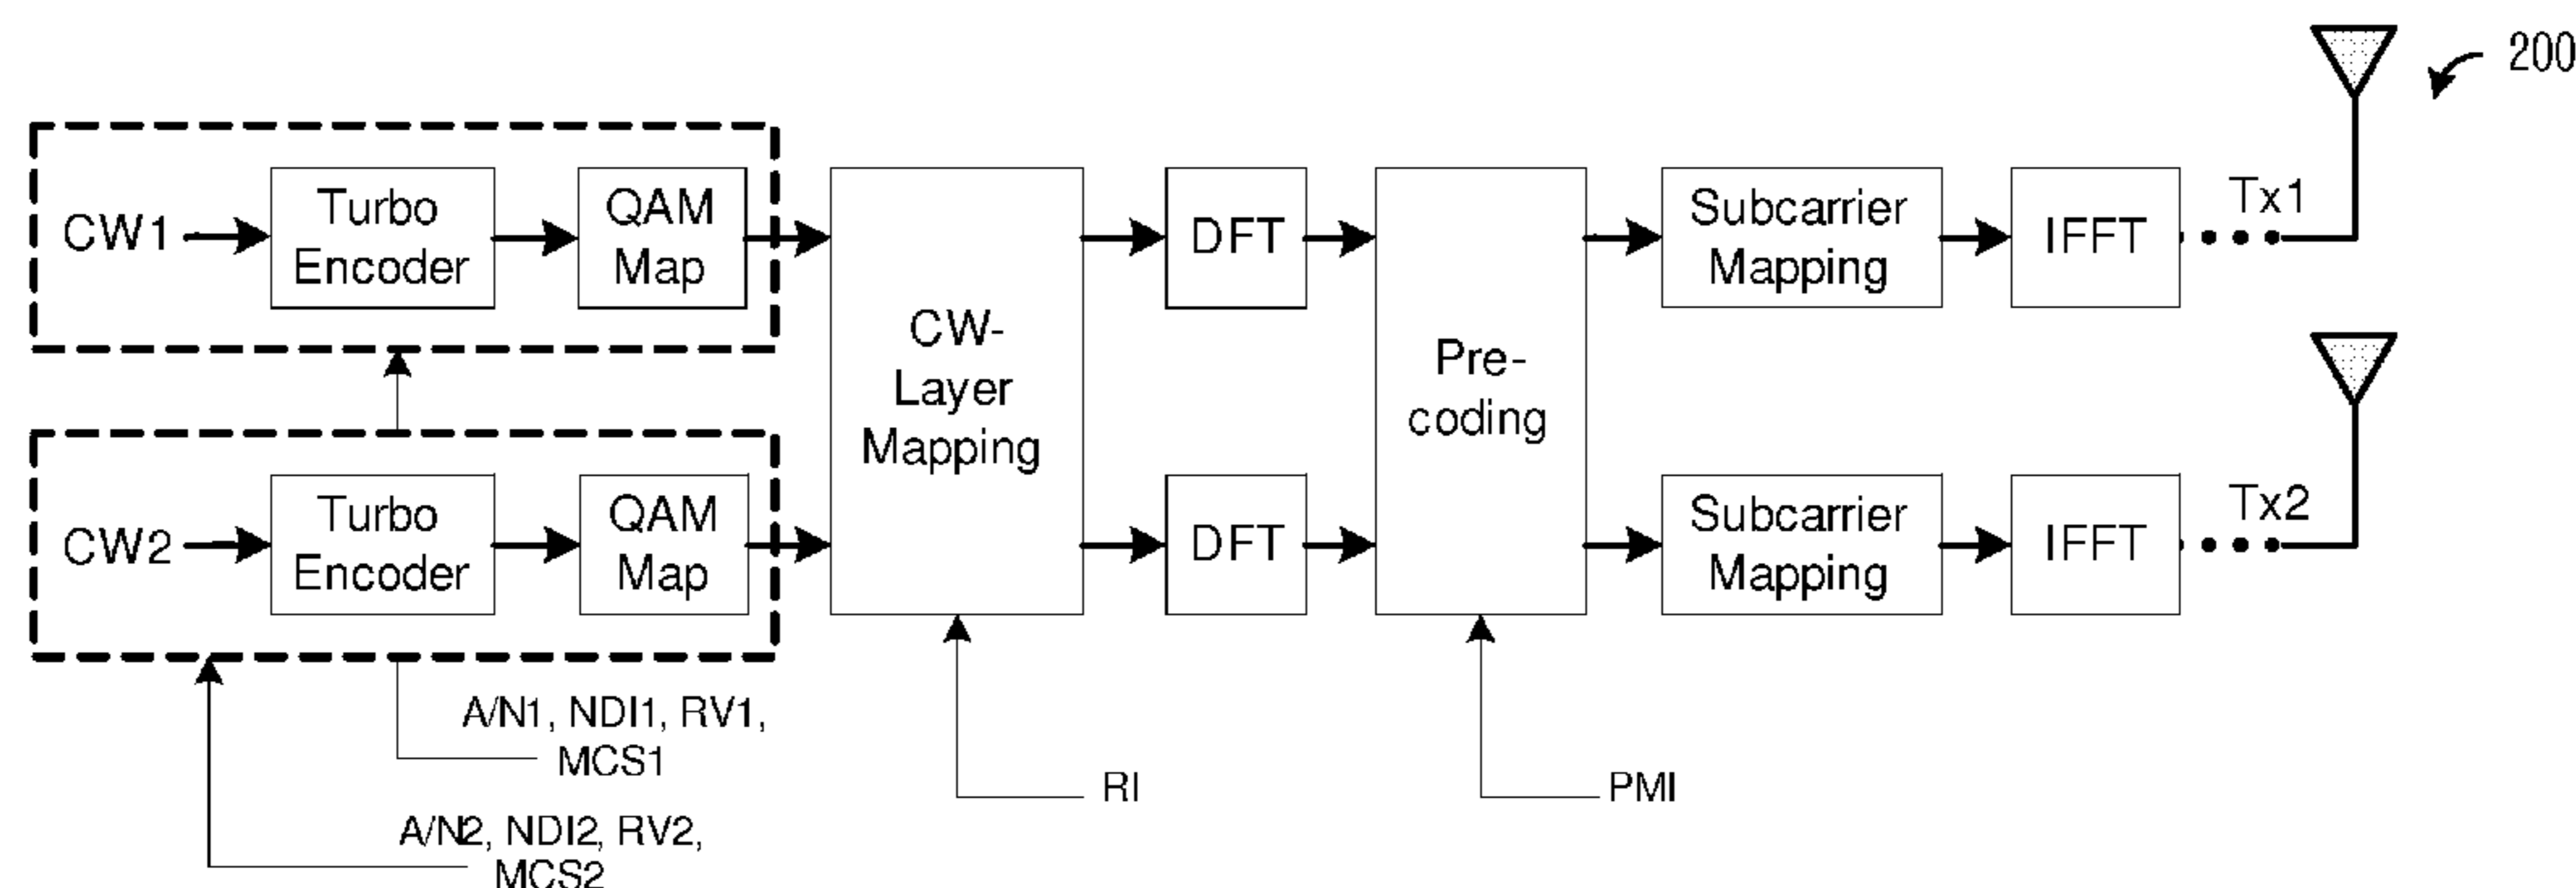 200
CW1
Turbo
Encoder
QAM
Map
CW-
Layer
Mapping
DFT
Pre-
coding
Subcarrier
Mapping
IFFT
Tx1
CW2
Turbo
Encoder
QAM
Map
DFT
Subcarrier
Mapping
IFFT
Tx2
A/N1, NDI1, RV1,
MCS1
RI
PMI
A/N2, NDI2, RV2,
MCS2